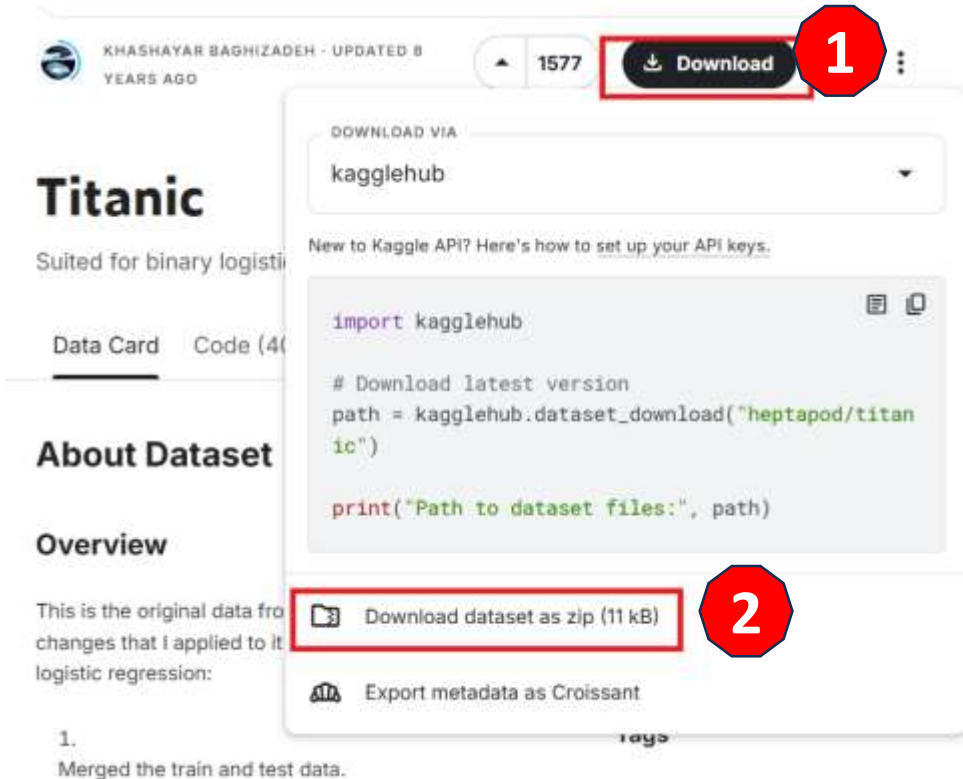 KHASHAYAR BAGHIZADEH · UPDATED 8
YEARS AGO
1577
Download
1
DOWNLOAD VIA
kagglehub
Titanic
New to Kaggle API? Here's how to set up your API keys.
Suited for binary logisti
import kagglehub
Data Card Code (40
# Download latest version
path = kagglehub.dataset_download("heptapod/titan
ic")
About Dataset
print("Path to dataset files:", path)
Overview
This is the original data fro
Download dataset as zip (11 kB)
2
changes that I applied to it
logistic regression:
Export metadata as Croissant
1.
Tags
Merged the train and test data.